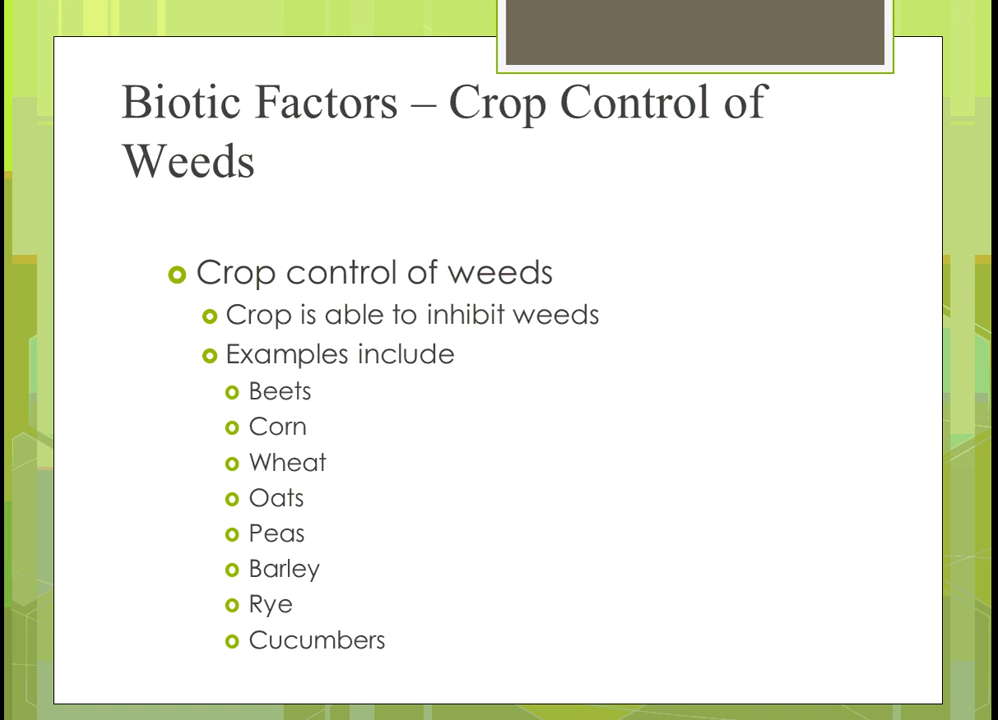 Biotic Factors – Crop Control of
Weeds
Crop control of weeds
Crop is able to inhibit weeds
Examples include
Beets
Corn
Wheat
Oats
Peas
Barley
Rye
Cucumbers